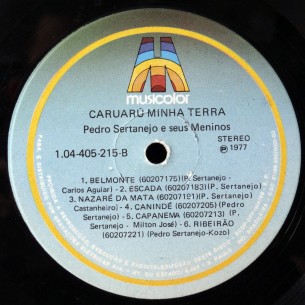 musicolor
CARUARÚ MINHA TERRA
Pedro Sertanejo e seus Meninos
STEREO
1.04-405-215-B
℗ 1977
1. BELMONTE (60207175)(P. Sertanejo -
Carlos Aguiar) - 2. ESCADA (60207183)(P. Sertanejo)
3. NAZARÉ DA MATA (60207191)(P. Sertanejo -
Castanheiro) - 4. CANINDÉ (60207205) (Pedro
Sertanejo) - 5. CAPANEMA (60207213) (P.
Sertanejo - Milton José) - 6. RIBEIRÃO
(60207221) (Pedro Sertanejo-Kozo)